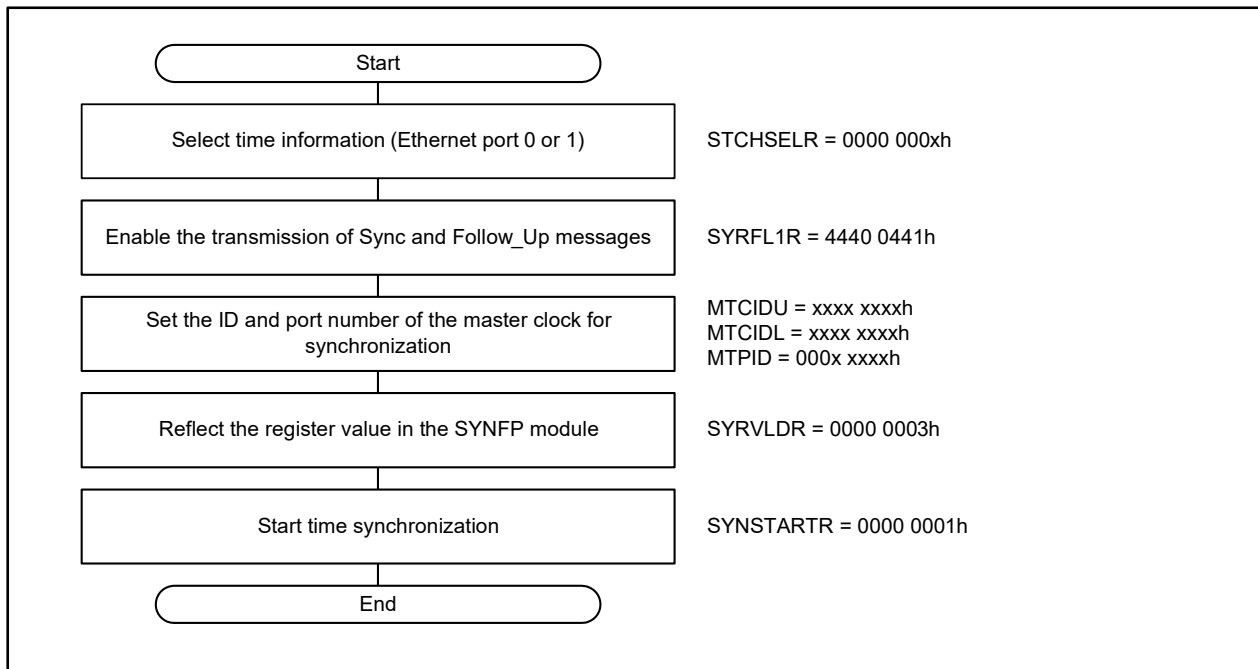 Start
Select time information (Ethernet port 0 or 1)
STCHSELR = 0000 000xh
Enable the transmission of Sync and Follow_Up messages
SYRFL1R = 4440 0441h
Set the ID and port number of the master clock for
synchronization
MTCIDU = xxxx xxxxh
MTCIDL = xxxx xxxxh
MTPID = 000x xxxxh
Reflect the register value in the SYNFP module
SYRVLDR = 0000 0003h
Start time synchronization
SYNSTARTR = 0000 0001h
End